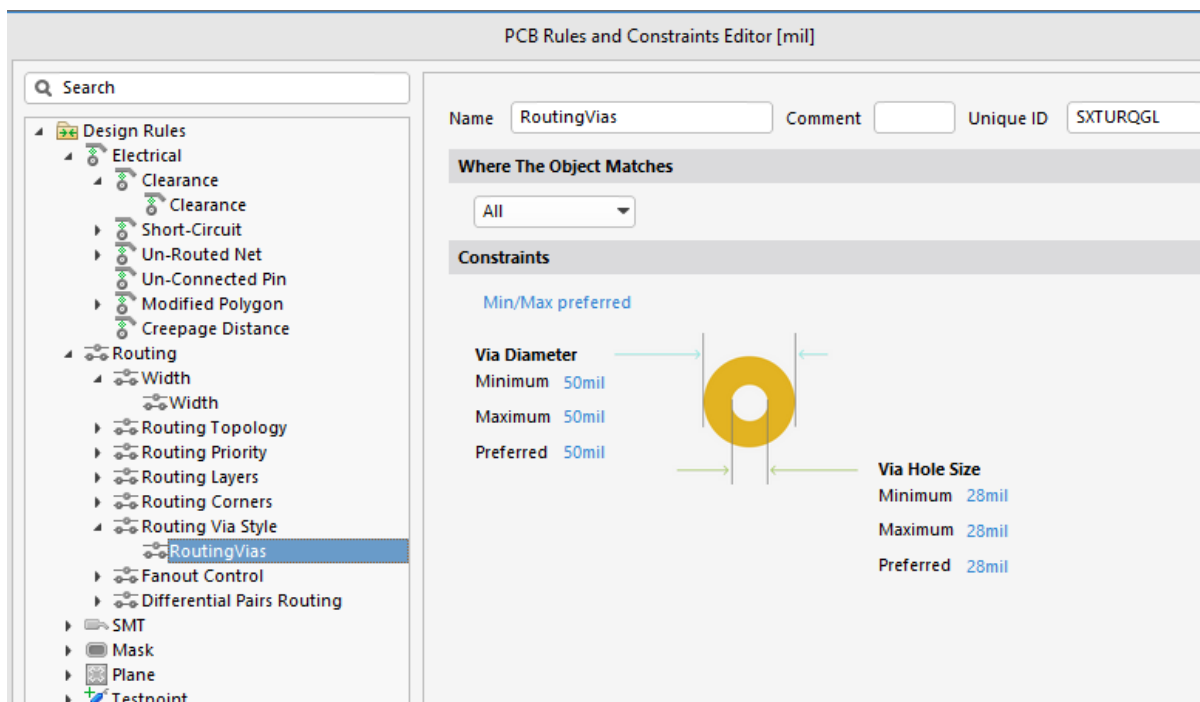 PCB Rules and Constraints Editor [mil]
Search
Design Rules
Electrical
Clearance
Clearance
Short-Circuit
Un-Routed Net
Un-Connected Pin
Modified Polygon
Creepage Distance
Routing
Width
Width
Routing Topology
Routing Priority
Routing Layers
Routing Corners
Routing Via Style
RoutingVias
Fanout Control
Differential Pairs Routing
SMT
Mask
Plane
Testpoint
Name RoutingVias Comment Unique ID SXTURQGL
Where The Object Matches
All
Constraints
Min/Max preferred
Via Diameter
Minimum 50mil
Maximum 50mil
Preferred 50mil
Via Hole Size
Minimum 28mil
Maximum 28mil
Preferred 28mil